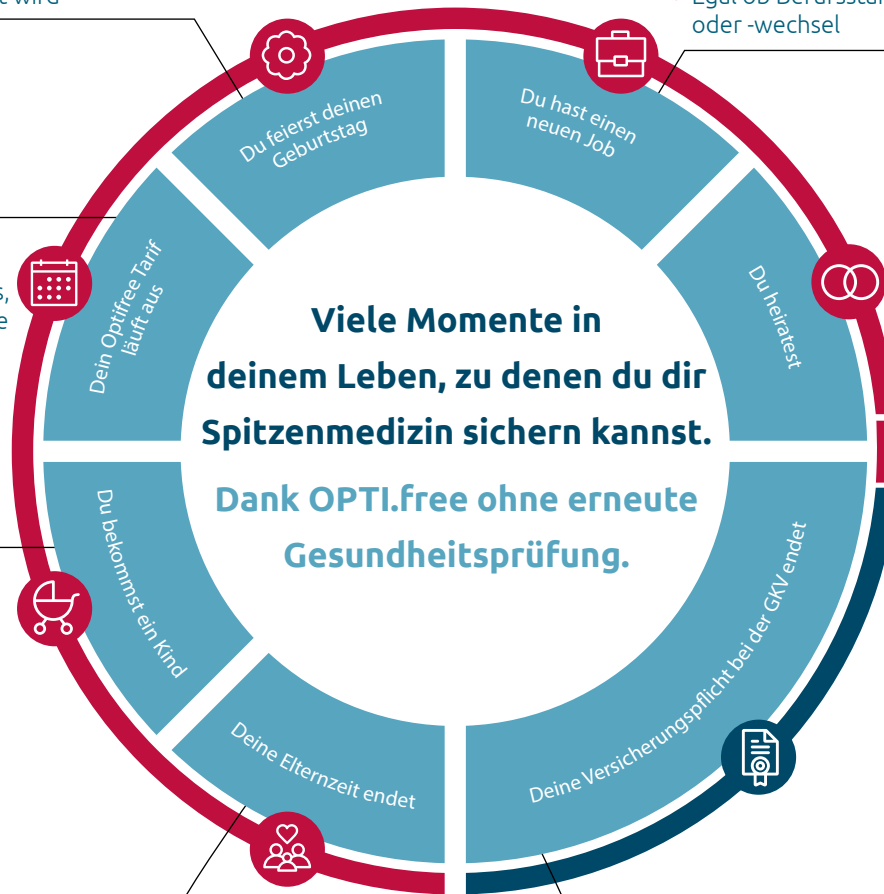 wird
oder -wechsel
Du feierst deinen
Geburtstag
Du hast einen
neuen Job
Du heiratest
Dein Optifree Tarif
läuft aus
Viele Momente in
deinem Leben, zu denen du dir
Spitzenmedizin sichern kannst.
Dank OPTI.free ohne erneute
Gesundheitsprüfung.
Du bekommst ein Kind
Deine Elternzeit endet
Deine Versicherungspflicht bei der GKV endet